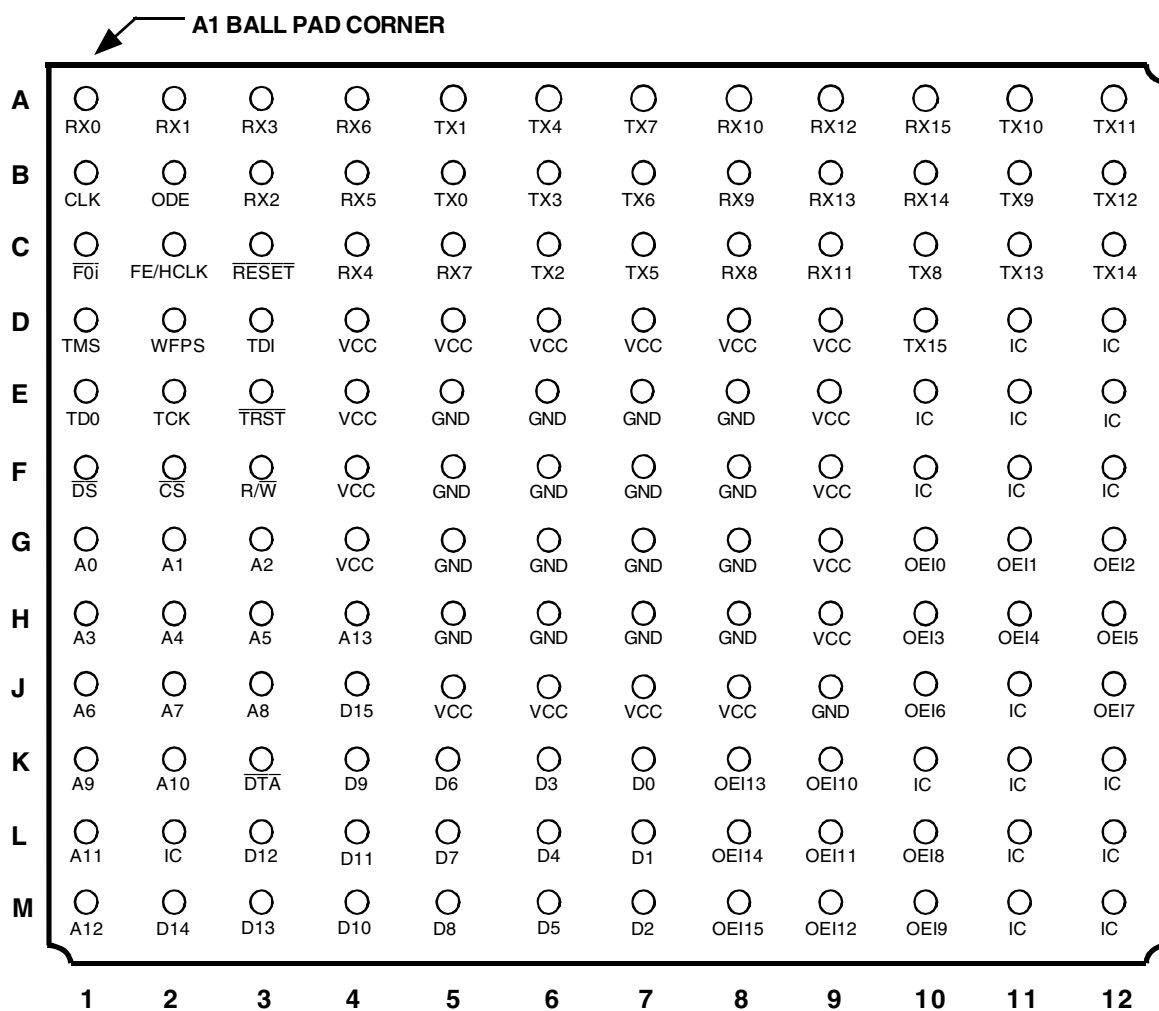 A1 BALL PAD CORNER
A
RX0 RX1 RX3 RX6 TX1 TX4 TX7 RX10 RX12 RX15 TX10 TX11
B
CLK ODE RX2 RX5 TX0 TX3 TX6 RX9 RX13 RX14 TX9 TX12
C
F0i FE/HCLK RESET RX4 RX7 TX2 TX5 RX8 RX11 TX8 TX13 TX14
D
TMS WFPS TDI VCC VCC VCC VCC VCC VCC TX15 IC IC
E
TD0 TCK TRST VCC GND GND GND GND VCC IC IC IC
F
DS CS R/W VCC GND GND GND GND VCC IC IC IC
G
A0 A1 A2 VCC GND GND GND GND VCC OEI0 OEI1 OEI2
H
A3 A4 A5 A13 GND GND GND GND VCC OEI3 OEI4 OEI5
J
A6 A7 A8 D15 VCC VCC VCC VCC GND OEI6 IC OEI7
K
A9 A10 DTA D9 D6 D3 D0 OEI13 OEI10 IC IC IC
L
A11 IC D12 D11 D7 D4 D1 OEI14 OEI11 OEI8 IC IC
M
A12 D14 D13 D10 D8 D5 D2 OEI15 OEI12 OEI9 IC IC
1 2 3 4 5 6 7 8 9 10 11 12